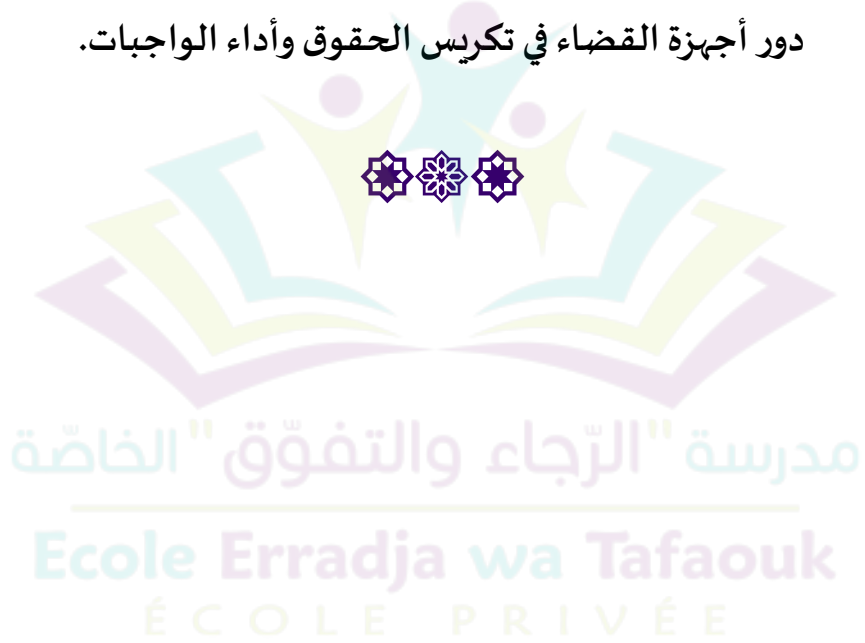 دور أجهزة القضاء في تكريس الحقوق وأداء الواجبات.
مدرسة "الرّجاء والتفوّق" الخاصّة
Ecole Erradja wa Tafaouk
ÉCOLE PRIVÉE